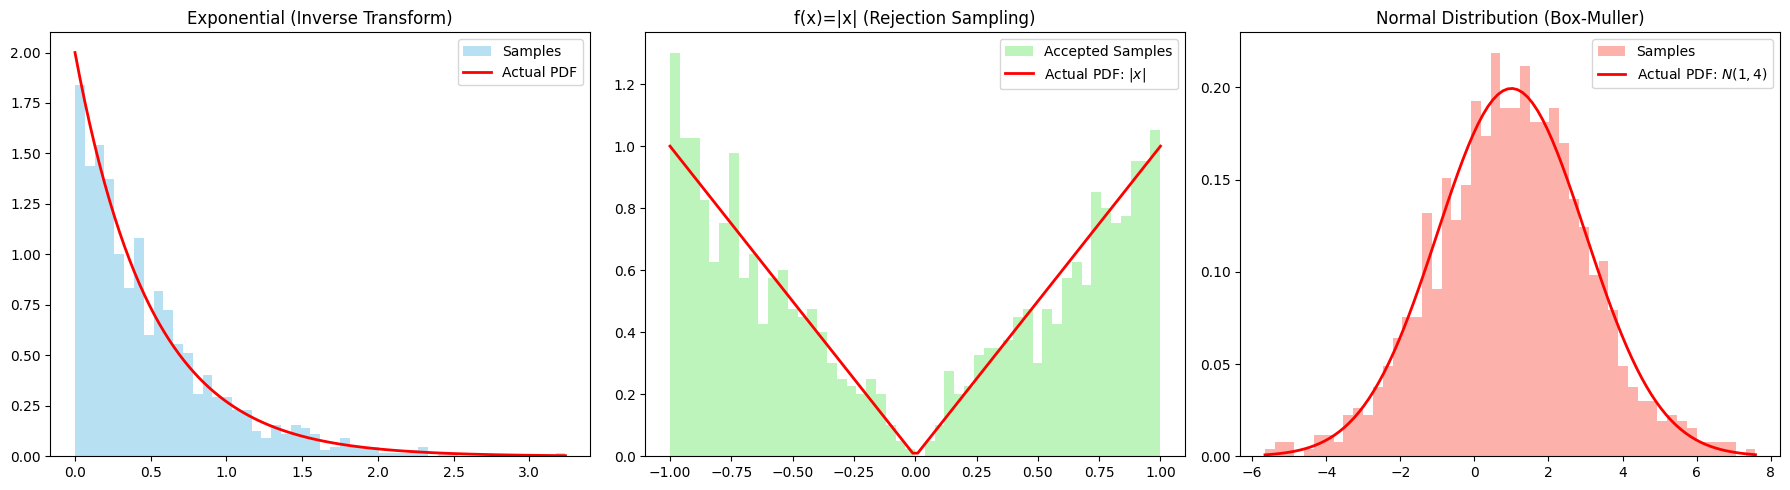 Exponential (Inverse Transform)
Samples
Actual PDF
2.00
1.75
1.50
1.25
1.00
0.75
0.50
0.25
0.00
0.0 0.5 1.0 1.5 2.0 2.5 3.0
f(x)=|x| (Rejection Sampling)
Accepted Samples
Actual PDF: |x|
1.2
1.0
0.8
0.6
0.4
0.2
0.0
−1.00 −0.75 −0.50 −0.25 0.00 0.25 0.50 0.75 1.00
Normal Distribution (Box-Muller)
Samples
Actual PDF: N(1, 4)
0.20
0.15
0.10
0.05
0.00
−6 −4 −2 0 2 4 6 8